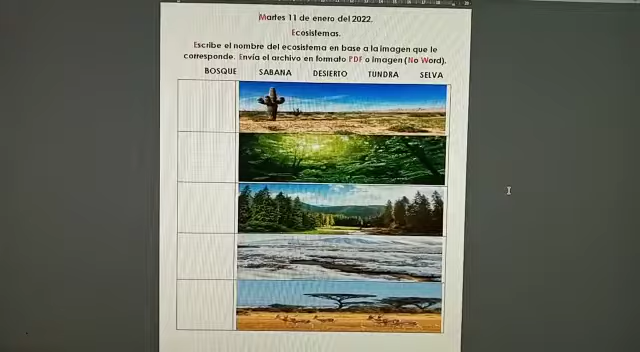 Martes 11 de enero del 2022.
Ecosistemas.
Escribe el nombre del ecosistema en base a la imagen que le
corresponde. Envía el archivo en formato PDF o imagen (No Word).
BOSQUE SABANA DESIERTO TUNDRA SELVA